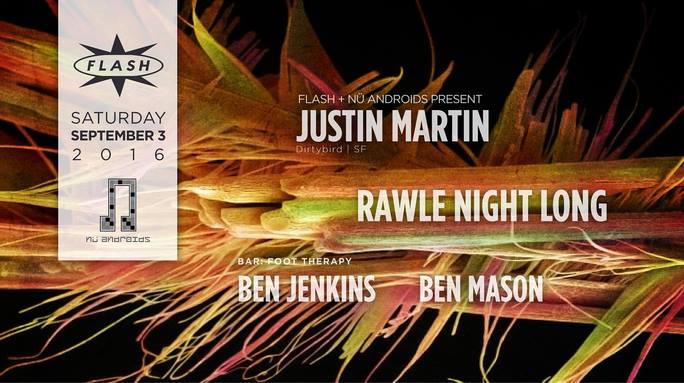 FLASH
SATURDAY
SEPTEMBER 3
2016
nü androids
FLASH + NÜ ANDROIDS PRESENT
JUSTIN MARTIN
Dirtybird | SF
RAWLE NIGHT LONG
BAR: FOOT THERAPY
BEN JENKINS BEN MASON